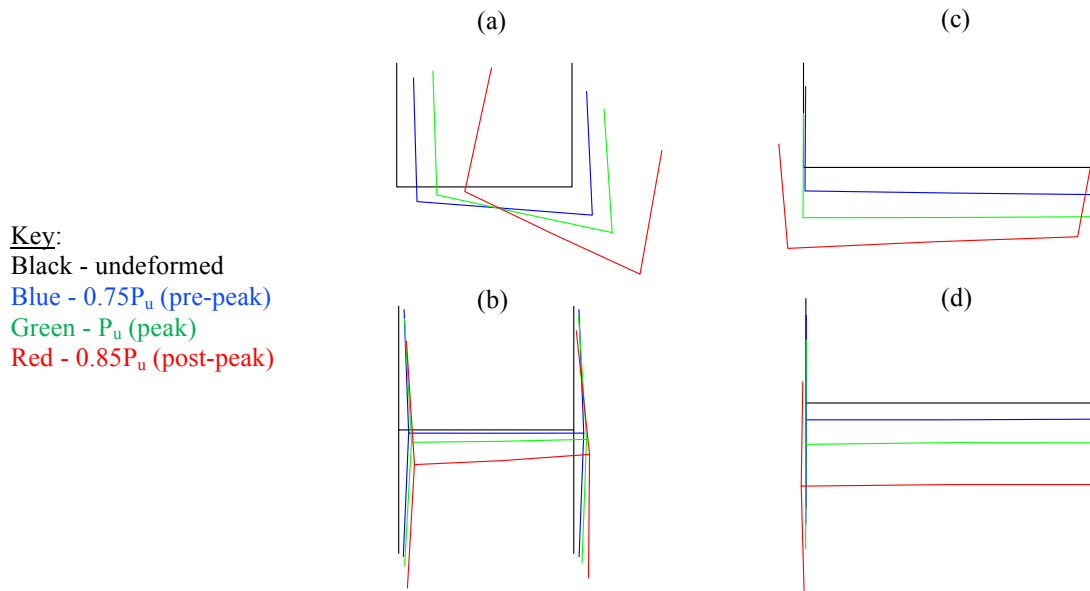 (a)
(c)
Key:
Black - undeformed
Blue - 0.75Pu (pre-peak)
Green - Pu (peak)
Red - 0.85Pu (post-peak)
(b)
(d)